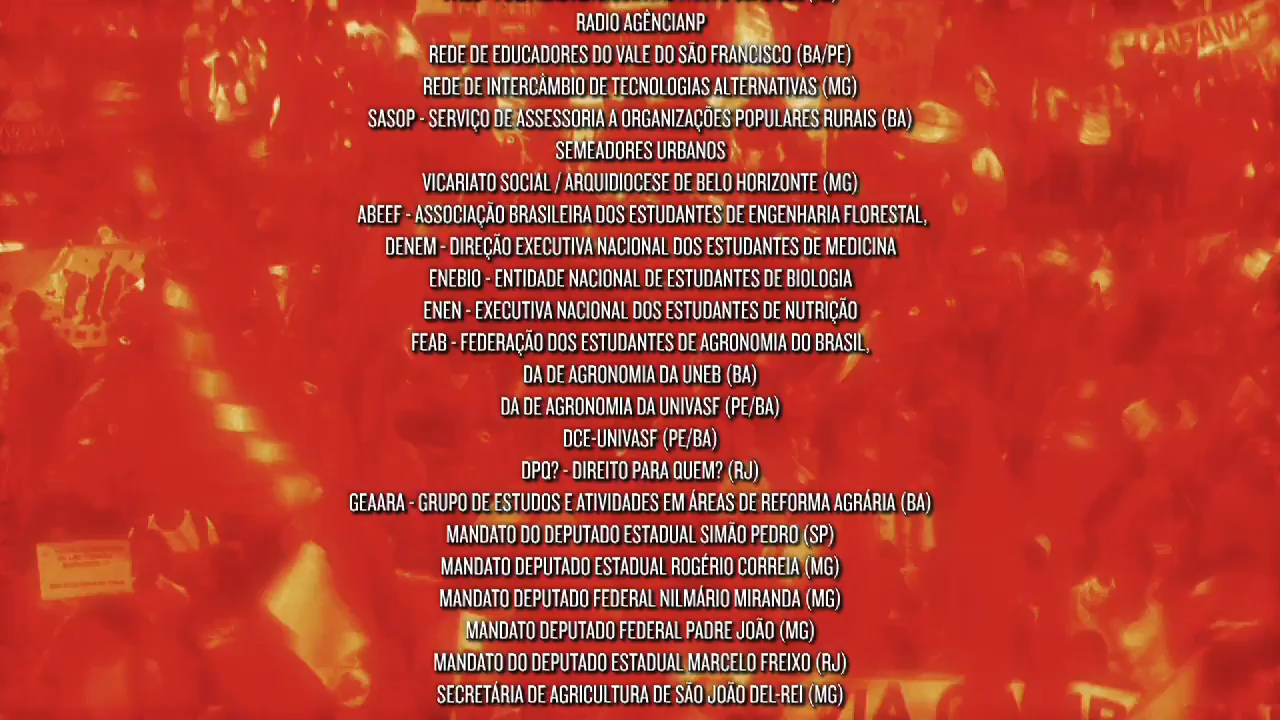 RADIO AGÊNCIANP
REDE DE EDUCADORES DO VALE DO SÃO FRANCISCO (BA/PE)
REDE DE INTERCÂMBIO DE TECNOLOGIAS ALTERNATIVAS (MG)
SASOP - SERVIÇO DE ASSESSORIA A ORGANIZAÇÕES POPULARES RURAIS (BA)
SEMEADORES URBANOS
VICARIATO SOCIAL / ARQUIDIOCESE DE BELO HORIZONTE (MG)
ABEEF - ASSOCIAÇÃO BRASILEIRA DOS ESTUDANTES DE ENGENHARIA FLORESTAL,
DENEM - DIREÇÃO EXECUTIVA NACIONAL DOS ESTUDANTES DE MEDICINA
ENEBIO - ENTIDADE NACIONAL DE ESTUDANTES DE BIOLOGIA
ENEN - EXECUTIVA NACIONAL DOS ESTUDANTES DE NUTRIÇÃO
FEAB - FEDERAÇÃO DOS ESTUDANTES DE AGRONOMIA DO BRASIL,
DA DE AGRONOMIA DA UNEB (BA)
DA DE AGRONOMIA DA UNIVASF (PE/BA)
DCE-UNIVASF (PE/BA)
DPQ? - DIREITO PARA QUEM? (RJ)
GEAARA - GRUPO DE ESTUDOS E ATIVIDADES EM ÁREAS DE REFORMA AGRÁRIA (BA)
MANDATO DO DEPUTADO ESTADUAL SIMÃO PEDRO (SP)
MANDATO DEPUTADO ESTADUAL ROGÉRIO CORREIA (MG)
MANDATO DEPUTADO FEDERAL NILMÁRIO MIRANDA (MG)
MANDATO DEPUTADO FEDERAL PADRE JOÃO (MG)
MANDATO DO DEPUTADO ESTADUAL MARCELO FREIXO (RJ)
SECRETÁRIA DE AGRICULTURA DE SÃO JOÃO DEL-REI (MG)